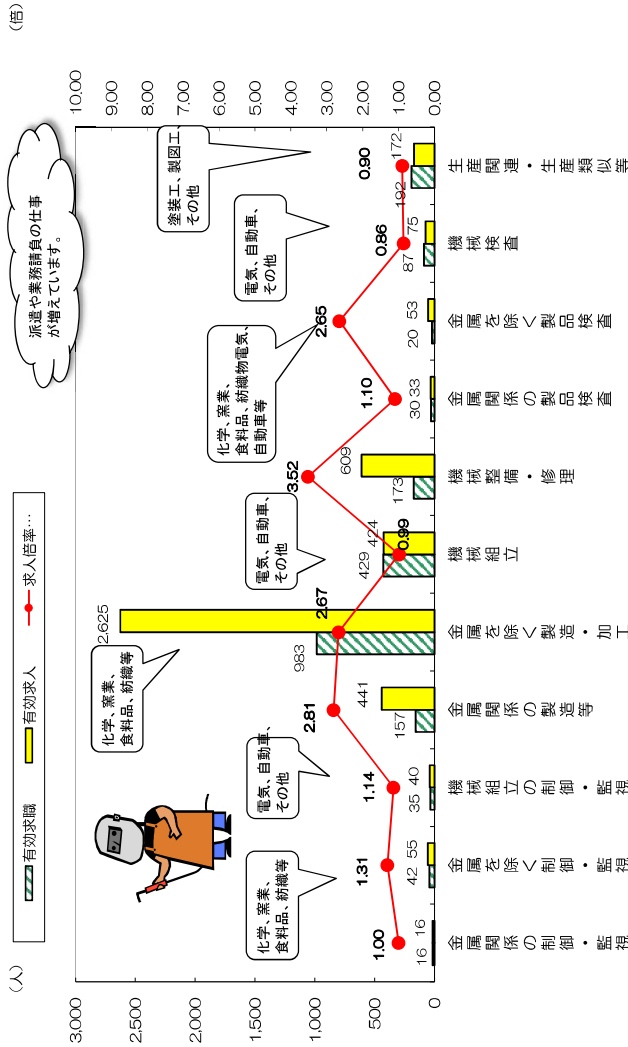 (人)
(倍)
有効求職
有効求人
求人倍率…
派遣や業務請負の仕事
が増えています。
3,000
2,500
2,000
1,500
1,000
500
0
10.00
9.00
8.00
7.00
6.00
5.00
4.00
3.00
2.00
1.00
0.00
化学、窯業、
食料品、紡織等
電気、自動車、
その他
化学、窯業、
食料品、紡織等
電気、自動車、
その他
化学、窯業、
食料品、紡織物電気、
自動車等
電気、自動車、
その他
塗装工、製図工、
その他
1.00
1.31
1.14
2.81
2.67
0.99
3.52
1.10
2.65
0.86
0.90
16 16
42 55
35 40
157 441
983 2,625
429 424
173 609
30 33
20 53
87 75
192 172
金属関係の制御・監視
金属を除く制御・監視
機械組立の制御・監視
金属関係の製造等
金属を除く製造・加工
機械組立
機械整備・修理
金属関係の製品検査
金属を除く製品検査
機械検査
生産関連・生産類似等